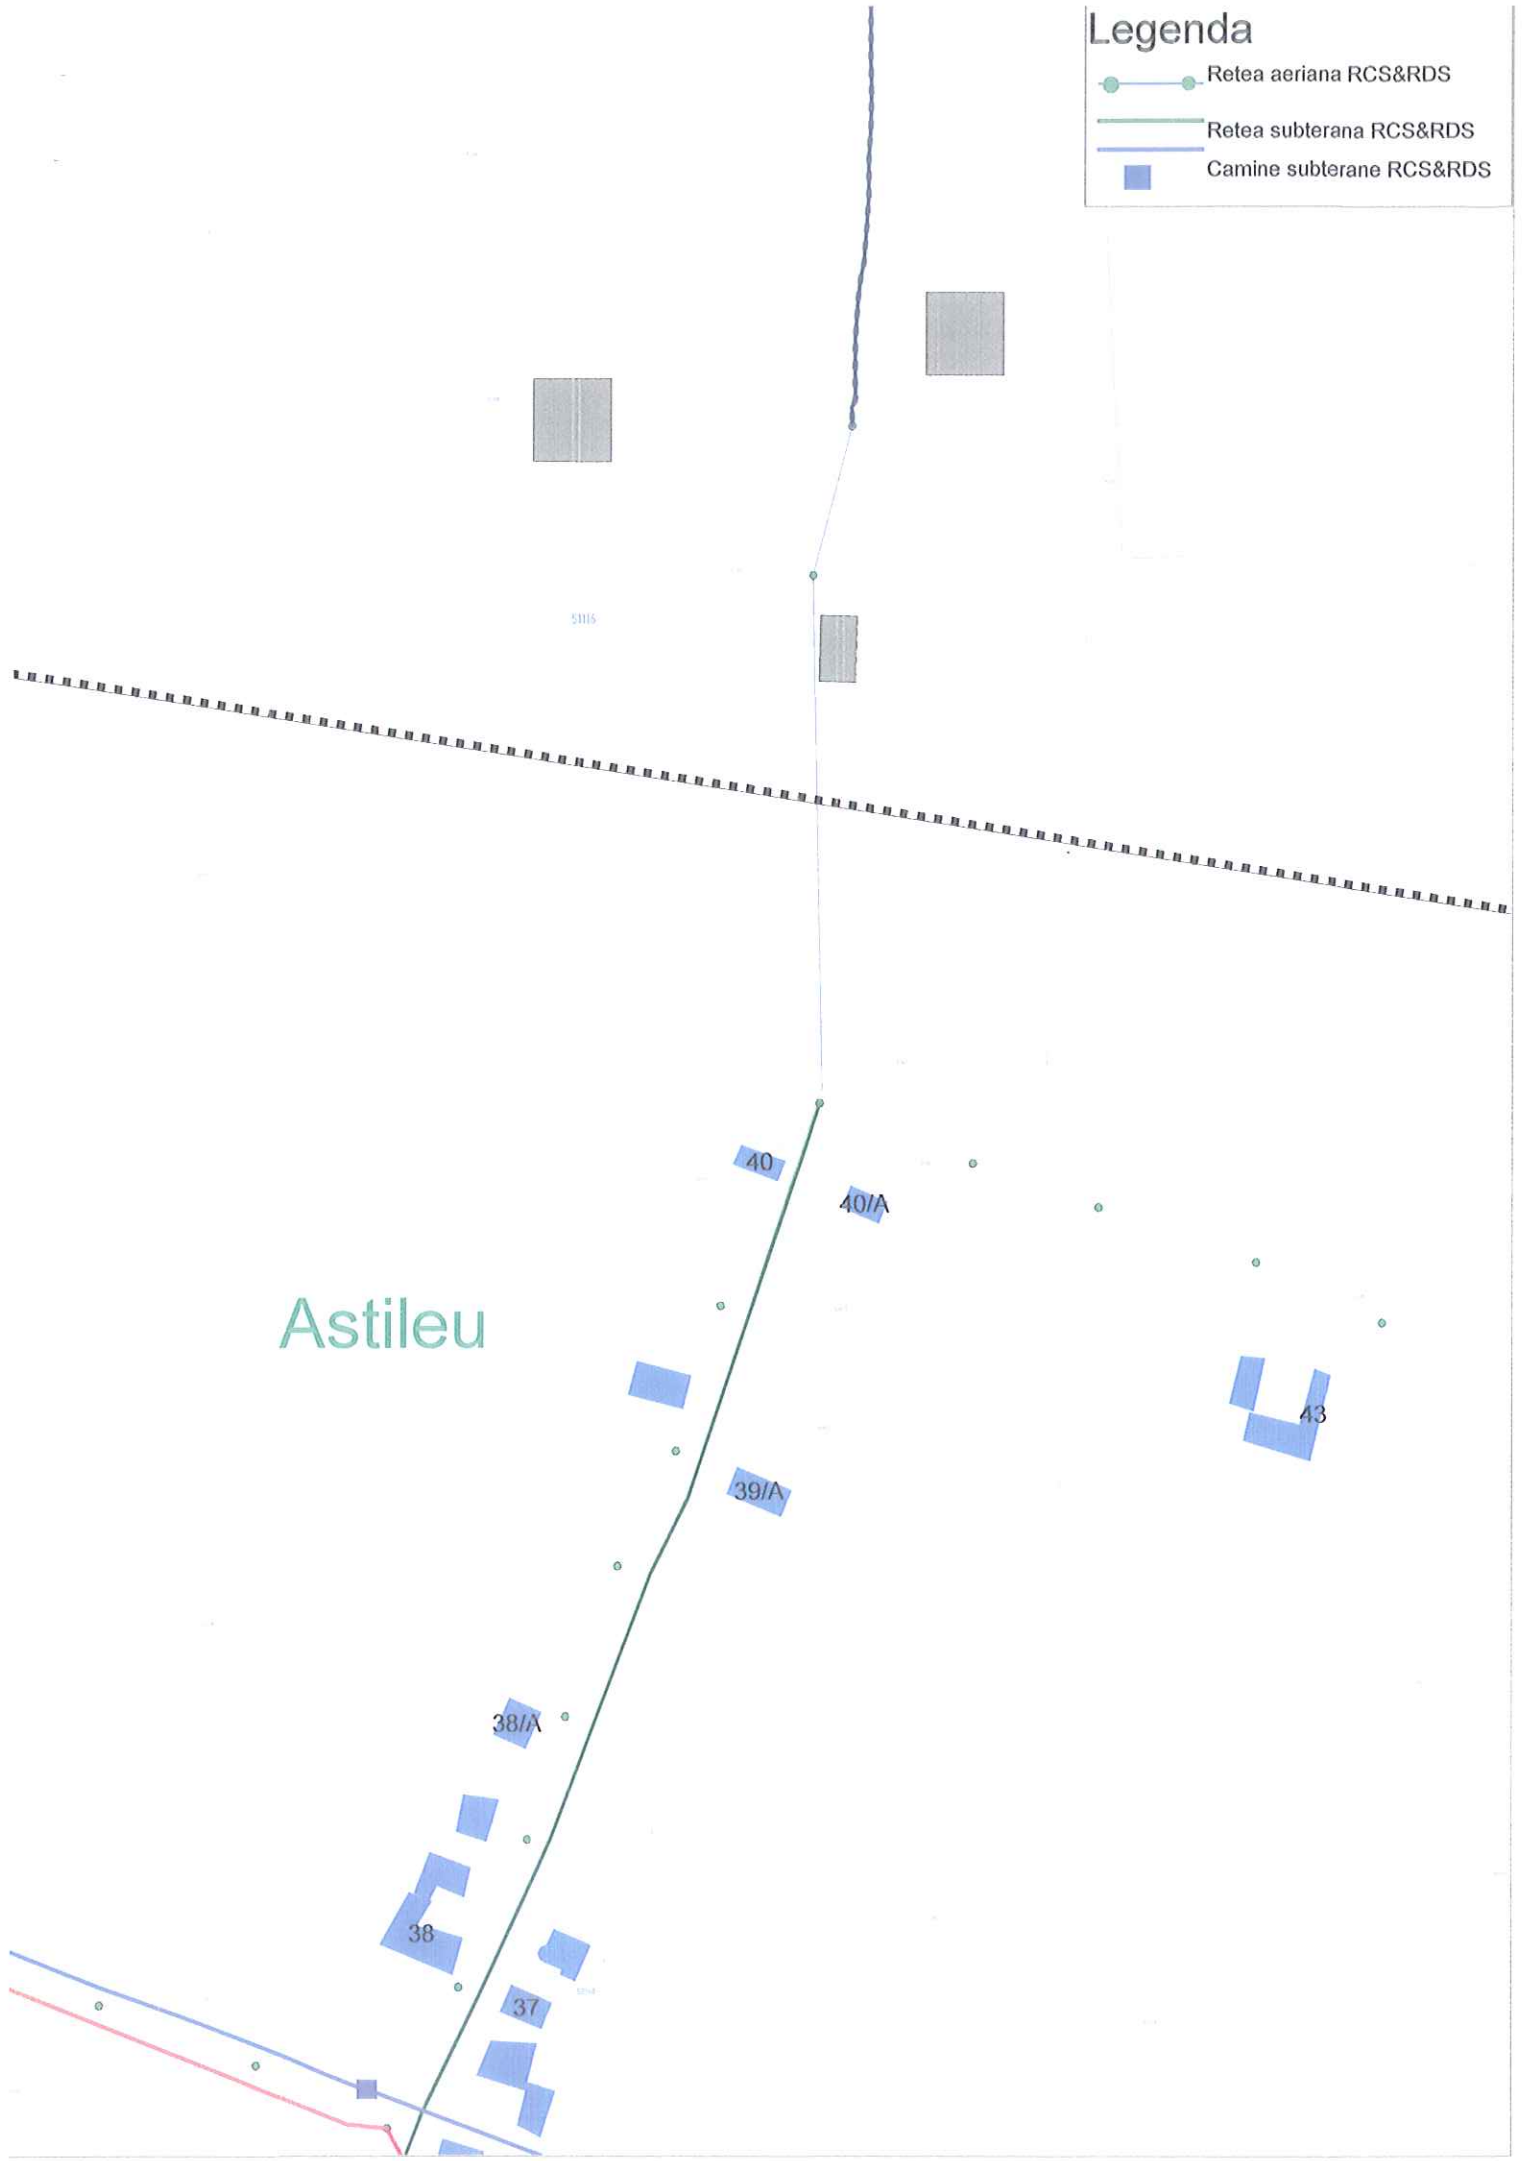 Legenda
Retea aeriana RCS&RDS
Retea subterana RCS&RDS
Camine subterane RCS&RDS
40
40/A
Astileu
43
39/A
38/A
38
37